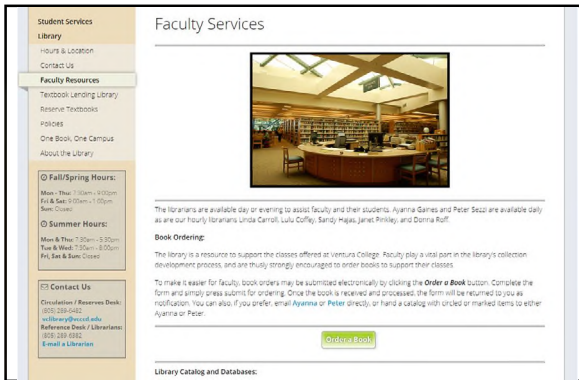 Student Services
Library
Hours & Location
Contact Us
Faculty Resources
Textbook Lending Library
Reserve Textbooks
Policies
One Book, One Campus
About the Library
Fall/Spring Hours:
Mon - Thu: 7:30am - 9:00pm
Fri & Sat: 9:00am - 1:00pm
Sun: Closed
Summer Hours:
Mon & Thu: 7:30am - 5:30pm
Tue & Wed: 7:30am - 8:00pm
Fri, Sat & Sun: Closed
Contact Us
Circulation / Reserves Desk:
(805) 289-6482
vclibrary@vcccd.edu
Reference Desk / Librarians:
(805) 289-6382
E-mail a Librarian
Faculty Services
The librarians are available day or evening to assist faculty and their students. Ayanna Gaines and Peter Sezzi are available daily
as are our hourly librarians Linda Carroll, Lulu Coffey, Sandy Hajas, Janet Pinkley, and Donna Roff.
Book Ordering:
The library is a resource to support the classes offered at Ventura College. Faculty play a vital part in the library's collection
development process, and are thusly strongly encouraged to order books to support their classes.
To make it easier for faculty, book orders may be submitted electronically by clicking the Order a Book button. Complete the
form and simply press submit for ordering. Once the book is received and processed, the form will be returned to you as
notification. You can also, if you prefer, email Ayanna or Peter directly, or hand a catalog with circled or marked items to either
Ayanna or Peter.
Order a Book
Library Catalog and Databases: